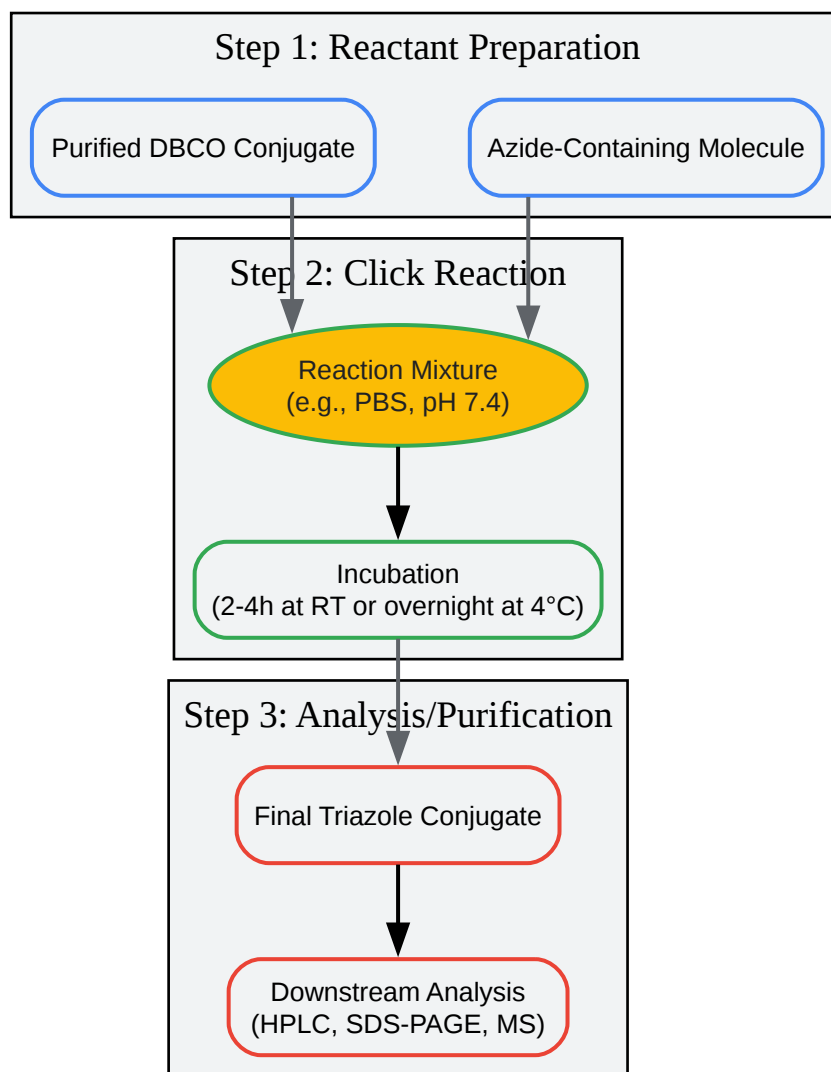 Step 1: Reactant Preparation
Purified DBCO Conjugate
Azide-Containing Molecule
Step 2: Click Reaction
Reaction Mixture
(e.g., PBS, pH 7.4)
Incubation
(2-4h at RT or overnight at 4°C)
Step 3: Analysis/Purification
Final Triazole Conjugate
Downstream Analysis
(HPLC, SDS-PAGE, MS)